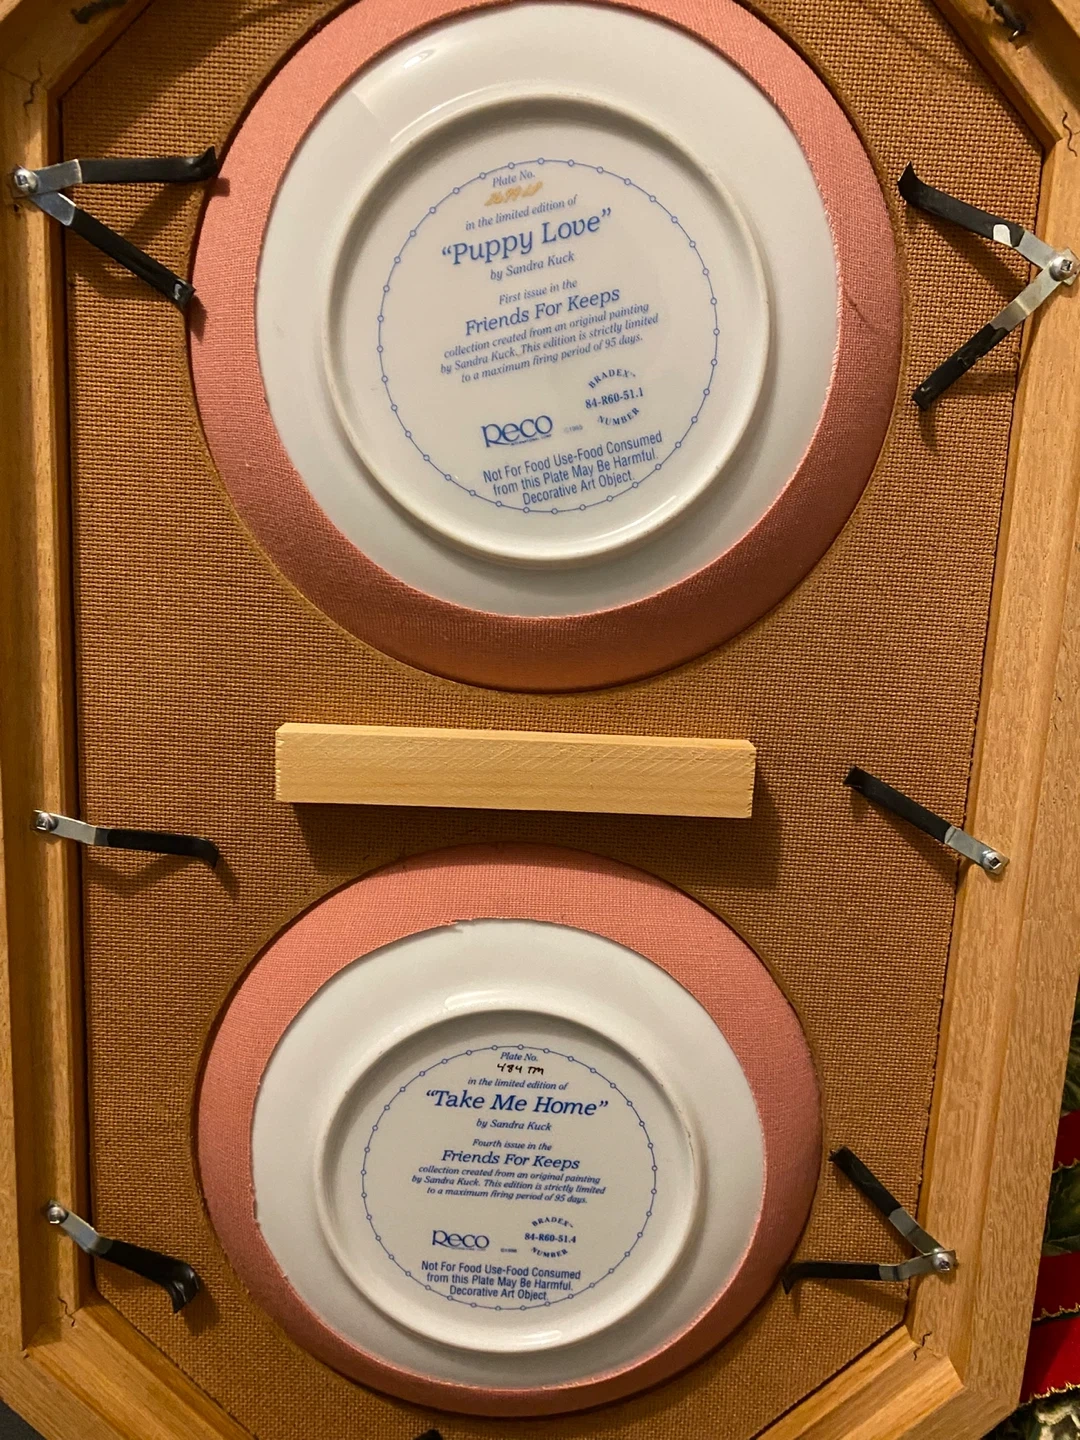 Plate No.
in the limited edition of
“Puppy Love”
by Sandra Kuck
First issue in the
Friends For Keeps
collection created from an original painting
by Sandra Kuck. This edition is strictly limited
to a maximum firing period of 95 days.
BRADEX™
84-R60-51.1
NUMBER
Reco
Not For Food Use-Food Consumed
from this Plate May Be Harmful.
Decorative Art Object.
Plate No.
484 TM
in the limited edition of
“Take Me Home”
by Sandra Kuck
Fourth issue in the
Friends For Keeps
collection created from an original painting
by Sandra Kuck. This edition is strictly limited
to a maximum firing period of 95 days.
BRADEX™
84-R60-51.4
NUMBER
Reco
Not For Food Use-Food Consumed
from this Plate May Be Harmful.
Decorative Art Object.